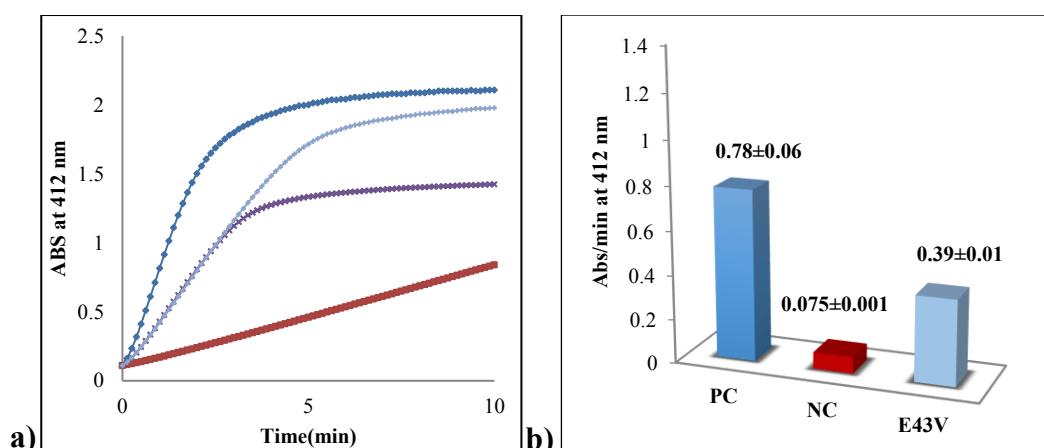 2.5
2
1.5
1
0.5
0
0 5 10
ABS at 412 nm
Time(min)
a)
1.4
1.2
1
0.8
0.6
0.4
0.2
0
Abs/min at 412 nm
0.78±0.06
0.075±0.001
0.39±0.01
PC
NC
E43V
b)